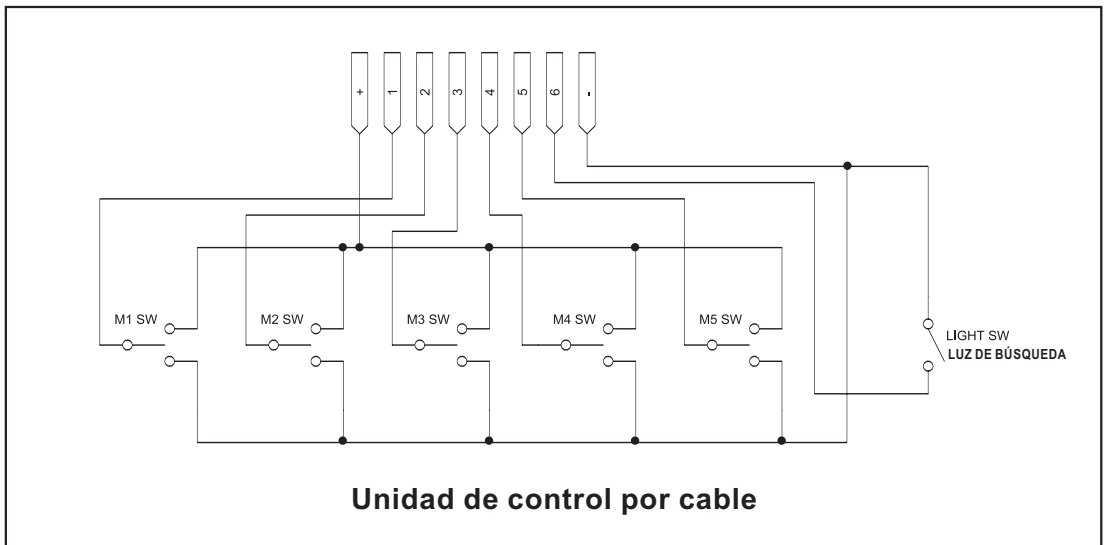 + 1 2 3 4 5 6 -
M1 SW M2 SW M3 SW M4 SW M5 SW
LIGHT SW
LUZ DE BÚSQUEDA
Unidad de control por cable